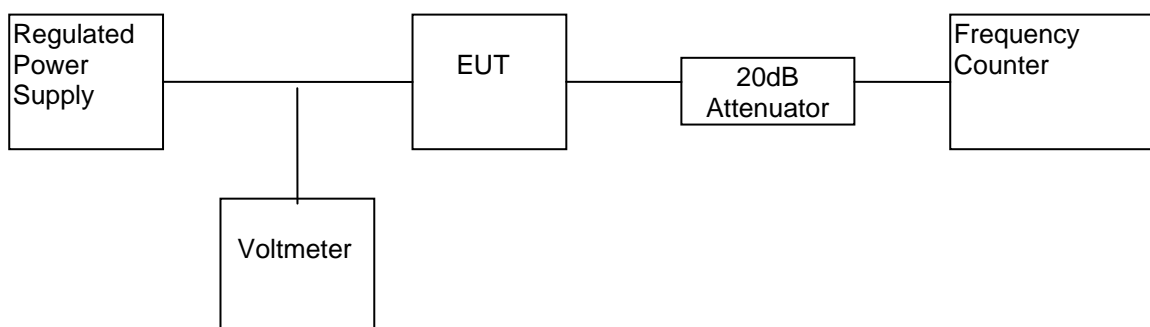 Regulated
Power
Supply
EUT
20dB
Attenuator
Frequency
Counter
Voltmeter